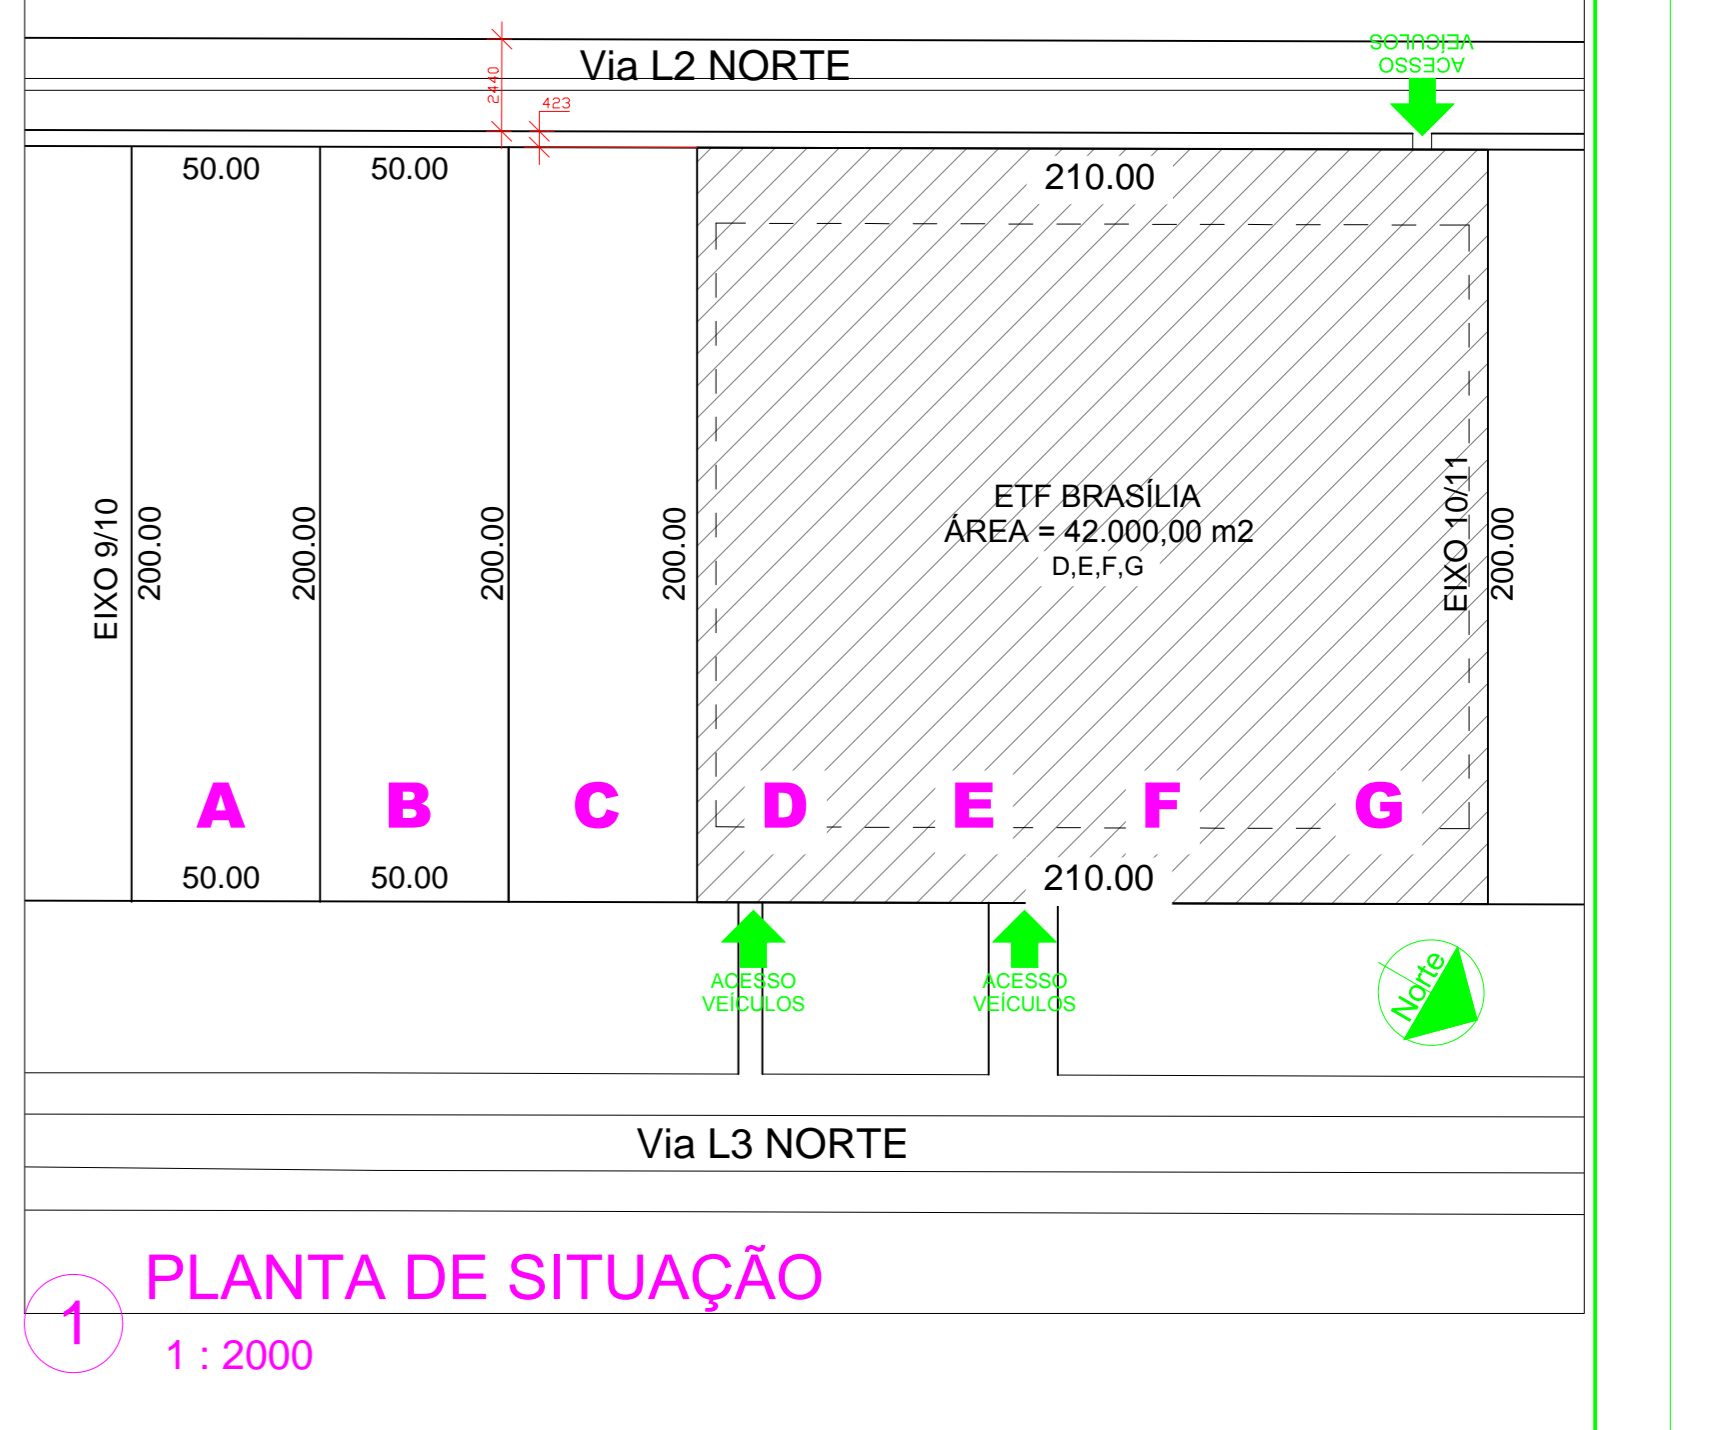 Via L2 NORTE
ACESSO
VEÍCULOS
2440
423
50.00
50.00
210.00
EIXO 9/10
200.00
200.00
200.00
200.00
ETF BRASÍLIA
ÁREA = 42.000,00 m2
D,E,F,G
EIXO 10/11
200.00
A
B
C
D
E
F
G
50.00
50.00
210.00
ACESSO
VEÍCULOS
ACESSO
VEÍCULOS
Norte
Via L3 NORTE
1
PLANTA DE SITUAÇÃO
1 : 2000